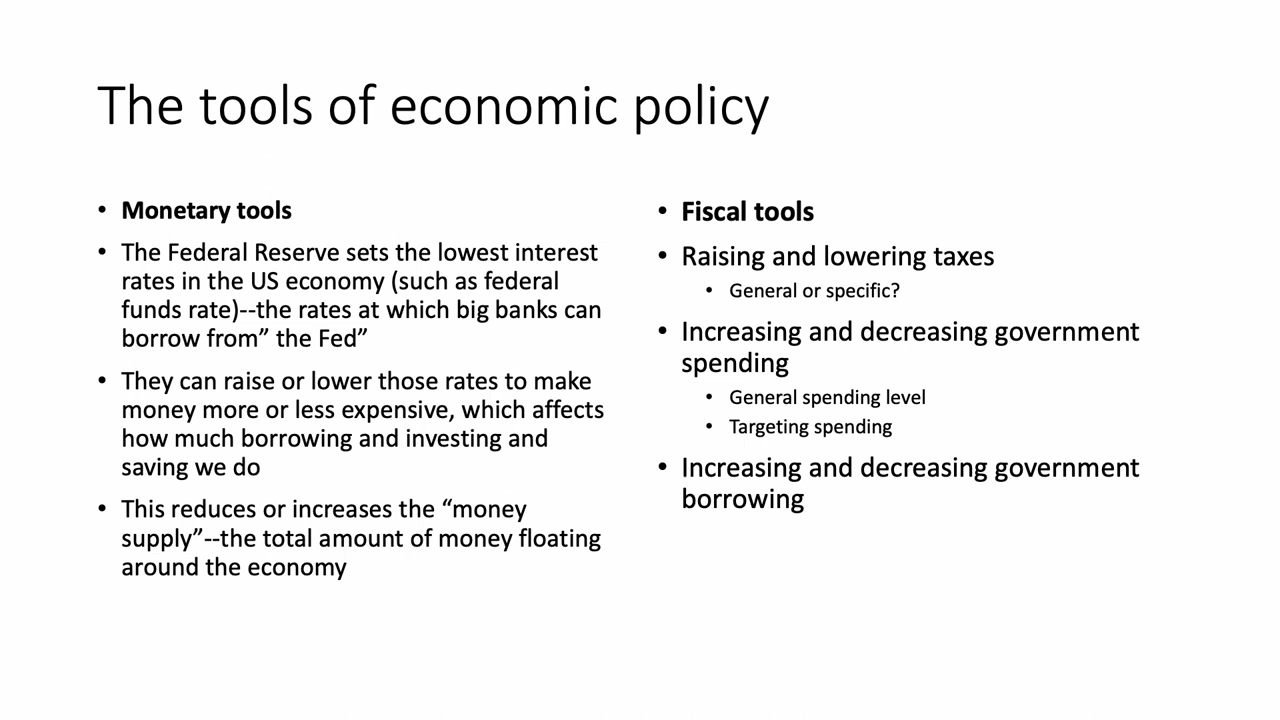 The tools of economic policy
• Monetary tools
• The Federal Reserve sets the lowest interest
rates in the US economy (such as federal
funds rate)--the rates at which big banks can
borrow from” the Fed”
• They can raise or lower those rates to make
money more or less expensive, which affects
how much borrowing and investing and
saving we do
• This reduces or increases the “money
supply”--the total amount of money floating
around the economy
• Fiscal tools
• Raising and lowering taxes
• General or specific?
• Increasing and decreasing government
spending
• General spending level
• Targeting spending
• Increasing and decreasing government
borrowing